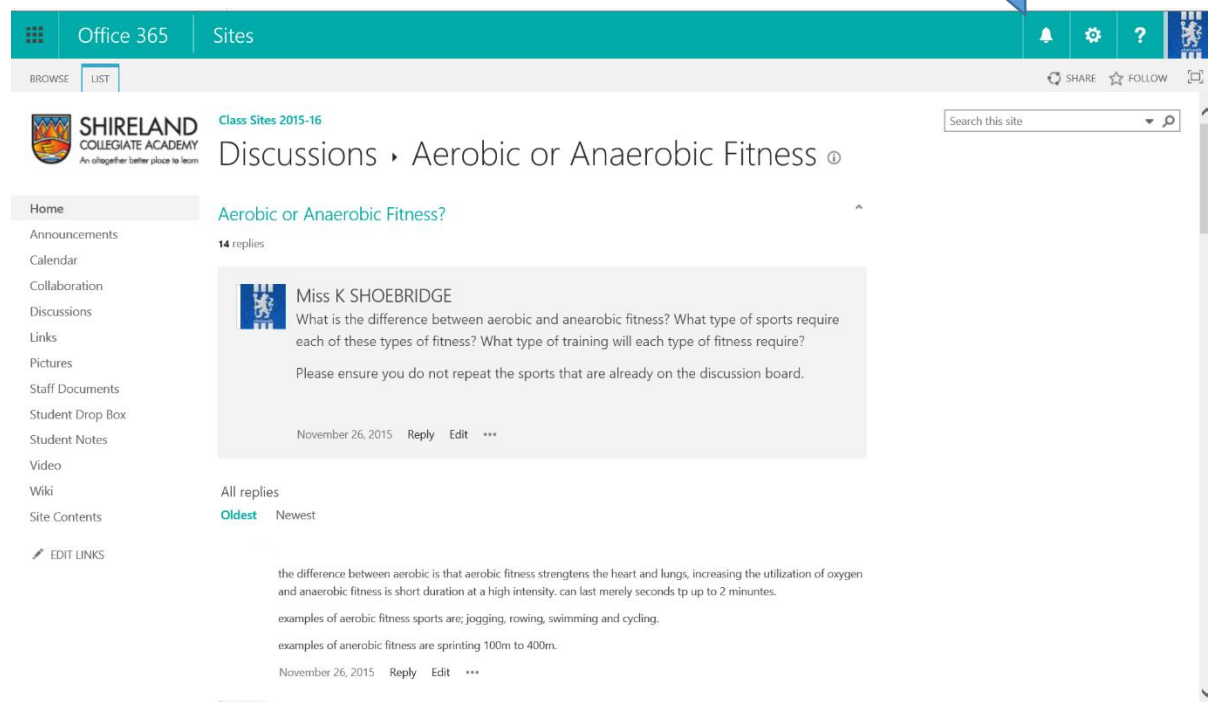 Office 365 Sites ?
BROWSE LIST SHARE FOLLOW
SHIRELAND
COLLEGIATE ACADEMY
An altogether better place to learn
Class Sites 2015-16
Search this site
Discussions › Aerobic or Anaerobic Fitness
Home
Announcements
Calendar
Collaboration
Discussions
Links
Pictures
Staff Documents
Student Drop Box
Student Notes
Video
Wiki
Site Contents
EDIT LINKS
Aerobic or Anaerobic Fitness?
14 replies
Miss K SHOEBRIDGE
What is the difference between aerobic and anearobic fitness? What type of sports require
each of these types of fitness? What type of training will each type of fitness require?
Please ensure you do not repeat the sports that are already on the discussion board.
November 26, 2015 Reply Edit •••
All replies
Oldest Newest
the difference between aerobic is that aerobic fitness strengtens the heart and lungs, increasing the utilization of oxygen
and anaerobic fitness is short duration at a high intensity. can last merely seconds tp up to 2 minuntes.
examples of aerobic fitness sports are; jogging, rowing, swimming and cycling.
examples of anerobic fitness are sprinting 100m to 400m.
November 26, 2015 Reply Edit •••